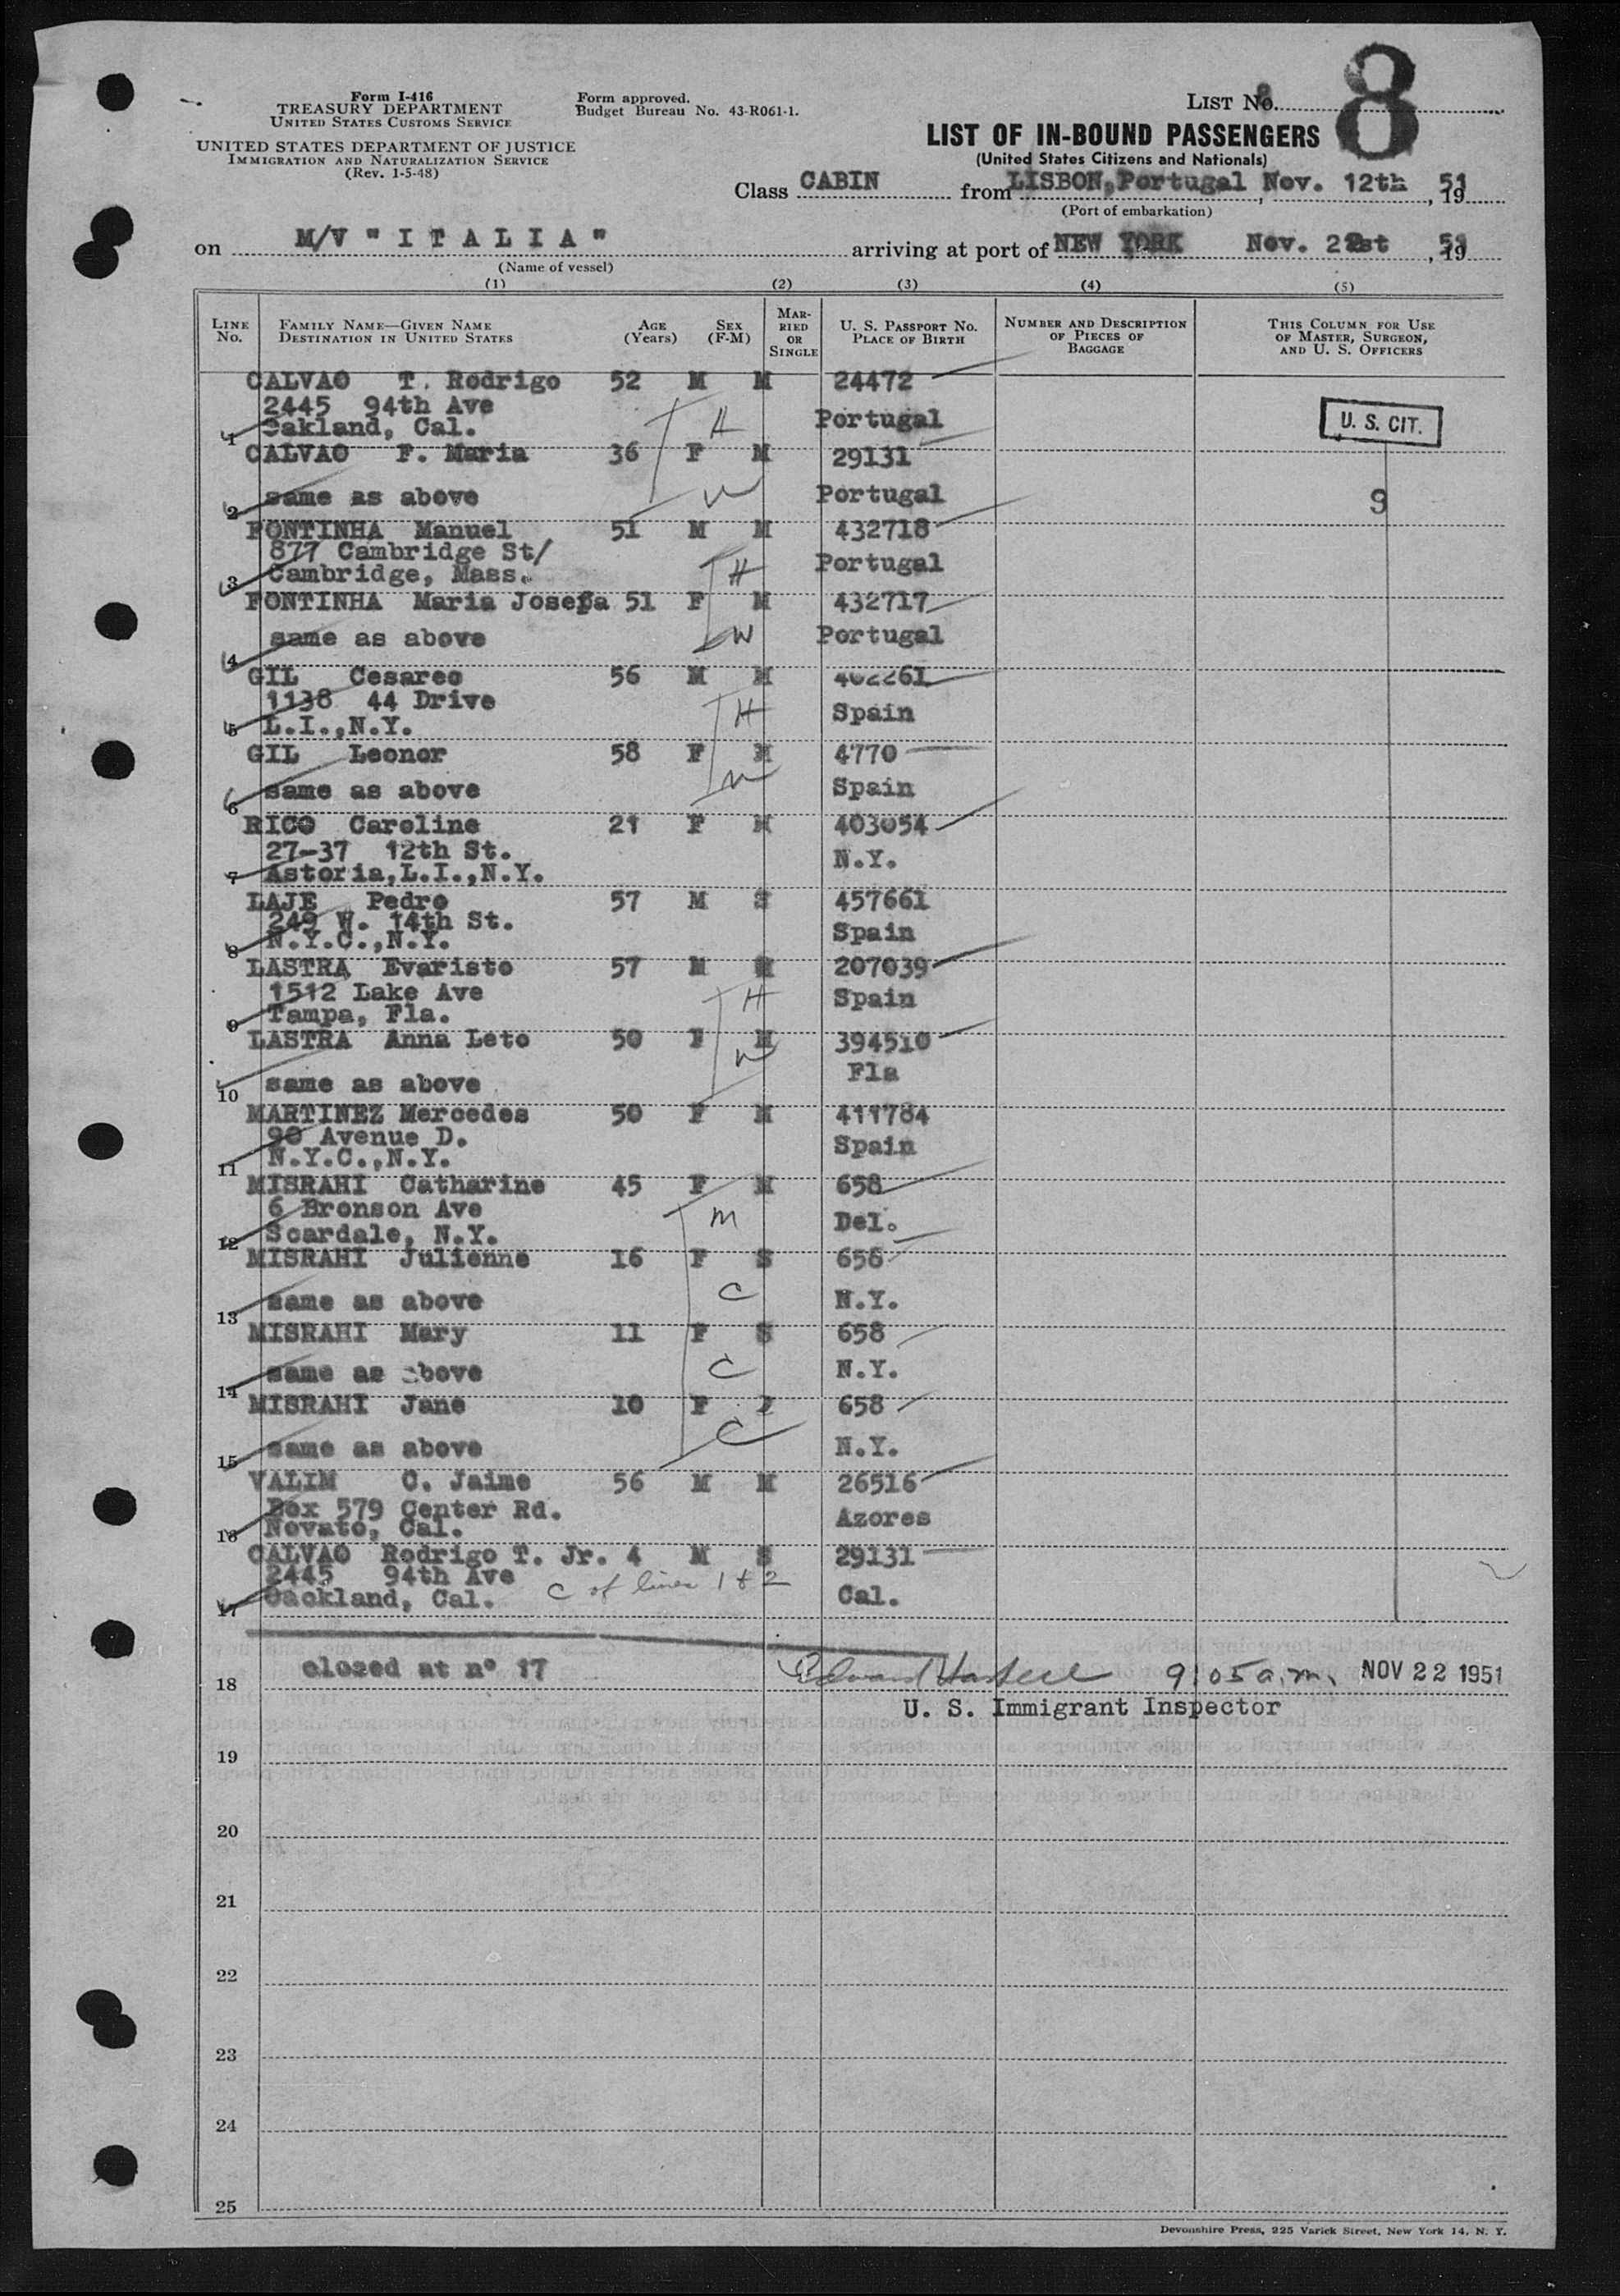 Form I-416
TREASURY DEPARTMENT
UNITED STATES CUSTOMS SERVICE
UNITED STATES DEPARTMENT OF JUSTICE
IMMIGRATION AND NATURALIZATION SERVICE
(Rev. 1-5-48)
Form approved.
Budget Bureau No. 43-R061-1.
LIST No. 8
LIST OF IN-BOUND PASSENGERS
(United States Citizens and Nationals)
Class CABIN from LISBON, Portugal Nov. 12th, 1951
(Port of embarkation)
on M/V "ITALIA" arriving at port of NEW YORK Nov. 22st, 1951
(Name of vessel)
(1) (2) (3) (4) (5)
LINE No. FAMILY NAME—GIVEN NAME DESTINATION IN UNITED STATES AGE (Years) SEX (F-M) MARRIED OR SINGLE U. S. PASSPORT No. PLACE OF BIRTH NUMBER AND DESCRIPTION OF PIECES OF BAGGAGE THIS COLUMN FOR USE OF MASTER, SURGEON, AND U. S. OFFICERS
CALVAO T. Rodrigo 52 M M 24472
2445 94th Ave Portugal
1 Oakland, Cal. H U. S. CIT.
CALVAO F. Maria 36 F M 29131
2 same as above W Portugal 9
FONTINHA Manuel 51 M M 432718
877 Cambridge St/ Portugal
3 Cambridge, Mass. H
FONTINHA Maria Josefa 51 F M 432717
4 same as above W Portugal
GIL Cesareo 56 M M 402261
1138 44 Drive H Spain
5 L.I.,N.Y.
GIL Leonor 58 F M 4770
6 same as above W Spain
RICO Caroline 21 F M 403054
27-37 12th St. N.Y.
7 Astoria,L.I.,N.Y.
LAJE Pedro 57 M S 457661
249 W. 14th St. Spain
8 N.Y.C.,N.Y.
LASTRA Evaristo 57 M M 207039
1512 Lake Ave H Spain
9 Tampa, Fla.
LASTRA Anna Leto 50 F M 394510
W Fla
10 same as above
MARTINEZ Mercedes 50 F M 411784
90 Avenue D. Spain
11 N.Y.C.,N.Y.
MISRAHI Catharine 45 F M 658
6 Bronson Ave M Del.
12 Scardale, N.Y.
MISRAHI Julienne 16 F S 658
13 same as above C N.Y.
MISRAHI Mary 11 F S 658
14 same as above C N.Y.
MISRAHI Jane 10 F 658
15 same as above C N.Y.
VALIM C. Jaime 56 M M 26516
Box 579 Center Rd. Azores
16 Novato, Cal.
CALVAO Rodrigo T. Jr. 4 M S 29131
2445 94th Ave
17 Oackland, Cal. C of lines 1 & 2 Cal.
18 closed at nº 17 9:05 a.m. NOV 22 1951
U. S. Immigrant Inspector
19
20
21
22
23
24
25
Devonshire Press, 225 Varick Street, New York 14, N. Y.